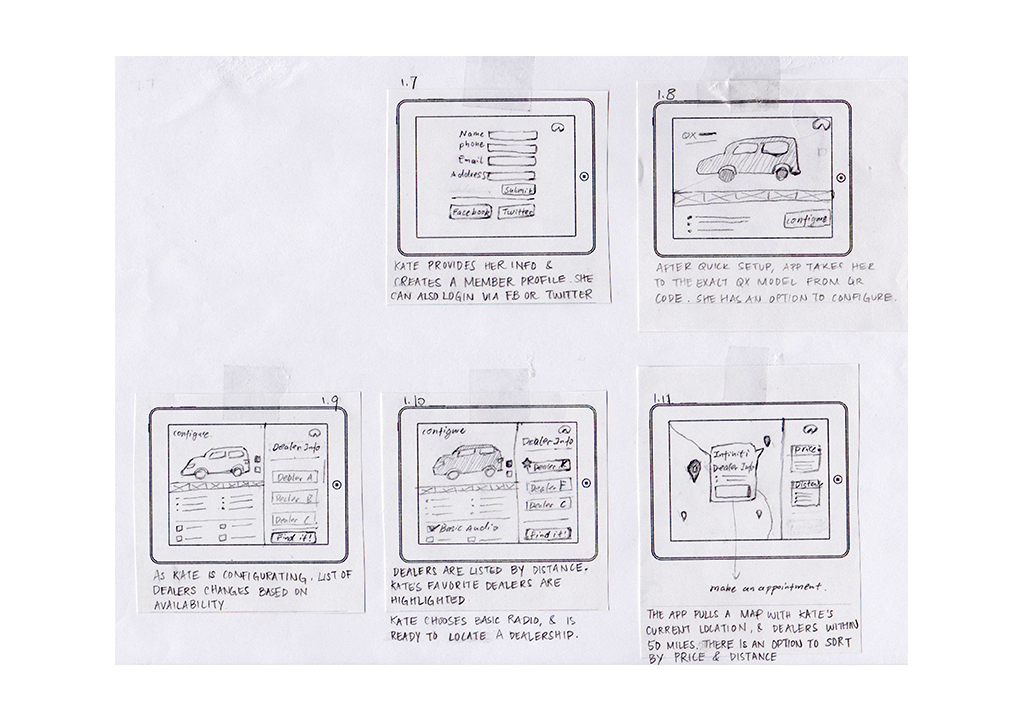 1.7
Name
phone
Email
Address
Submit
Facebook Twitter
KATE PROVIDES HER INFO &
CREATES A MEMBER PROFILE. SHE
CAN ALSO LOGIN VIA FB OR TWITTER
1.8
QX
configure
AFTER QUICK SETUP, APP TAKES HER
TO THE EXACT QX MODEL FROM QR
CODE. SHE HAS AN OPTION TO CONFIGURE.
1.9
configure.
Dealer Info
Dealer A
Dealer B
Dealer C
Find it!
AS KATE IS CONFIGURATING, LIST OF
DEALERS CHANGES BASED ON
AVAILABILITY
1.10
configure
Dealer Info
Dealer E
Dealer F
Dealer C
Basic Audio
Find it!
DEALERS ARE LISTED BY DISTANCE.
KATE'S FAVORITE DEALERS ARE
HIGHLIGHTED
KATE CHOOSES BASIC RADIO, & IS
READY TO LOCATE A DEALERSHIP.
1.11
Infiniti
Dealer Info
Price
make an appointment.
THE APP PULLS A MAP WITH KATE'S
CURRENT LOCATION, & DEALERS WITHIN
50 MILES. THERE IS AN OPTION TO SORT
BY PRICE & DISTANCE